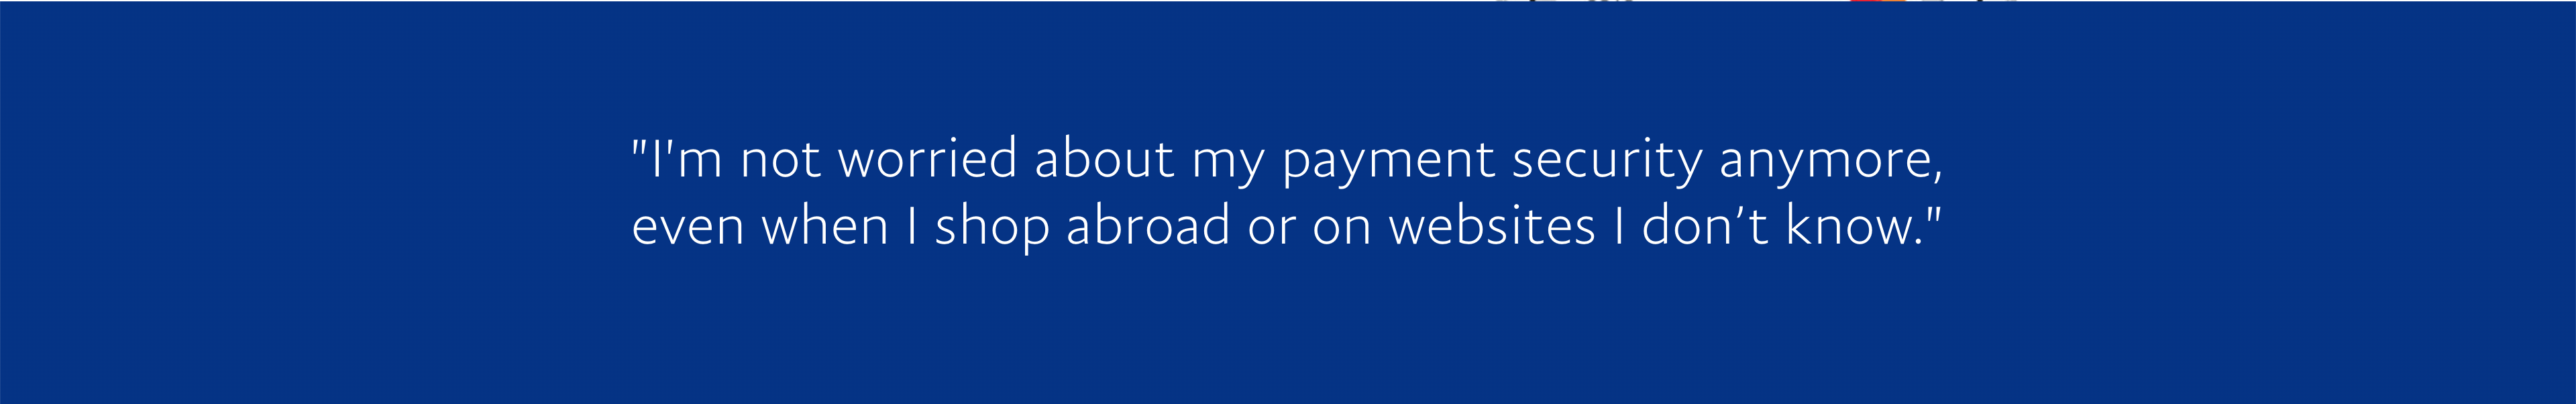 "I'm not worried about my payment security anymore,
even when I shop abroad or on websites I don’t know."